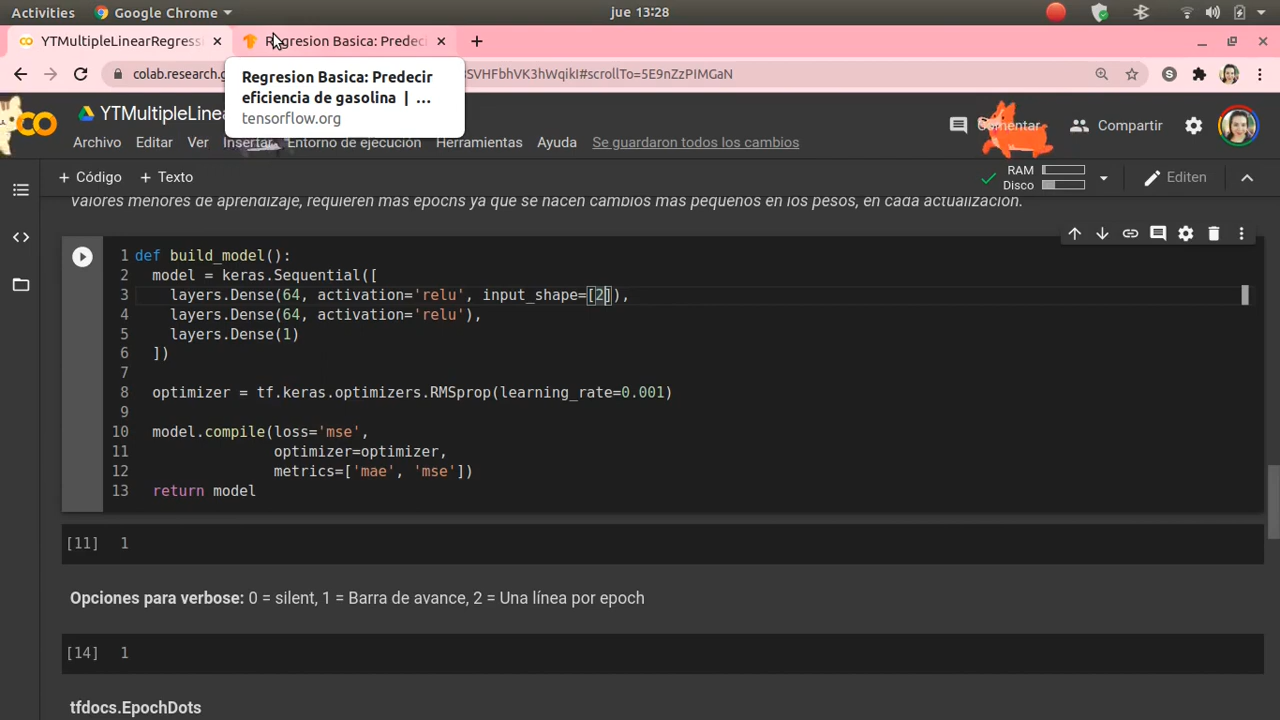 Activities Google Chrome jue 13:28
YTMultipleLinearRegressi Regresion Basica: Predeci
colab.research.g SVHFbhVK3hWqikI#scrollTo=5E9nZzPIMGaN
Regresion Basica: Predecir
eficiencia de gasolina | ...
tensorflow.org
YTMultipleLinea Comentar Compartir
Archivo Editar Ver Insertar Entorno de ejecución Herramientas Ayuda Se guardaron todos los cambios
+ Código + Texto RAM Disco Editen
Valores menores de aprendizaje, requieren más epochs ya que se hacen cambios más pequeños en los pesos, en cada actualización.
1 def build_model():
2 model = keras.Sequential([
3 layers.Dense(64, activation='relu', input_shape=[2]),
4 layers.Dense(64, activation='relu'),
5 layers.Dense(1)
6 ])
7
8 optimizer = tf.keras.optimizers.RMSprop(learning_rate=0.001)
9
10 model.compile(loss='mse',
11 optimizer=optimizer,
12 metrics=['mae', 'mse'])
13 return model
[11] 1
Opciones para verbose: 0 = silent, 1 = Barra de avance, 2 = Una línea por epoch
[14] 1
tfdocs.EpochDots